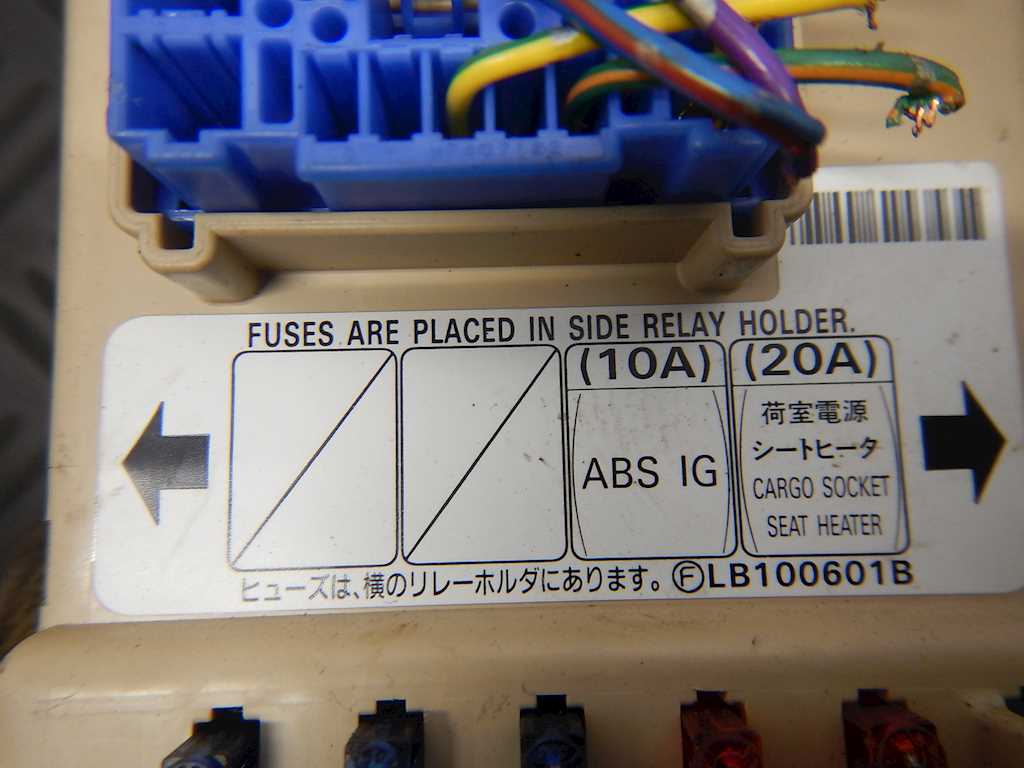 FUSES ARE PLACED IN SIDE RELAY HOLDER.
(10A)
ABS IG
(20A)
荷室電源
シートヒータ
CARGO SOCKET
SEAT HEATER
ヒューズは、横のリレーホルダにあります。 Ⓕ LB100601B